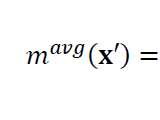 m^{avg}(𝐱′) =